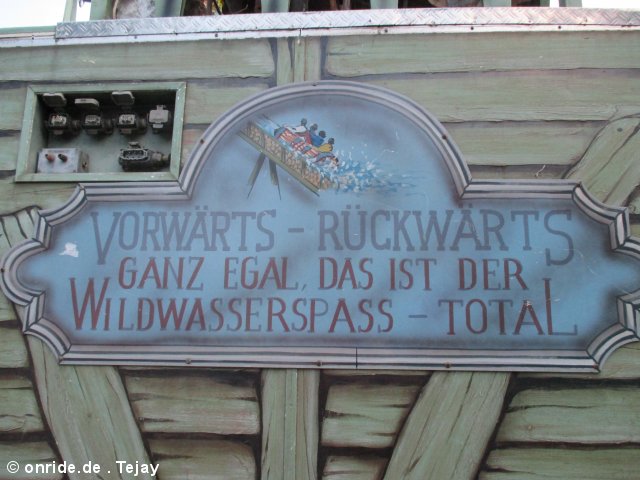 VORWÄRTS – RÜCKWÄRTS
GANZ EGAL, DAS IST DER
WILDWASSERSPASS – TOTAL
© onride.de . Tejay